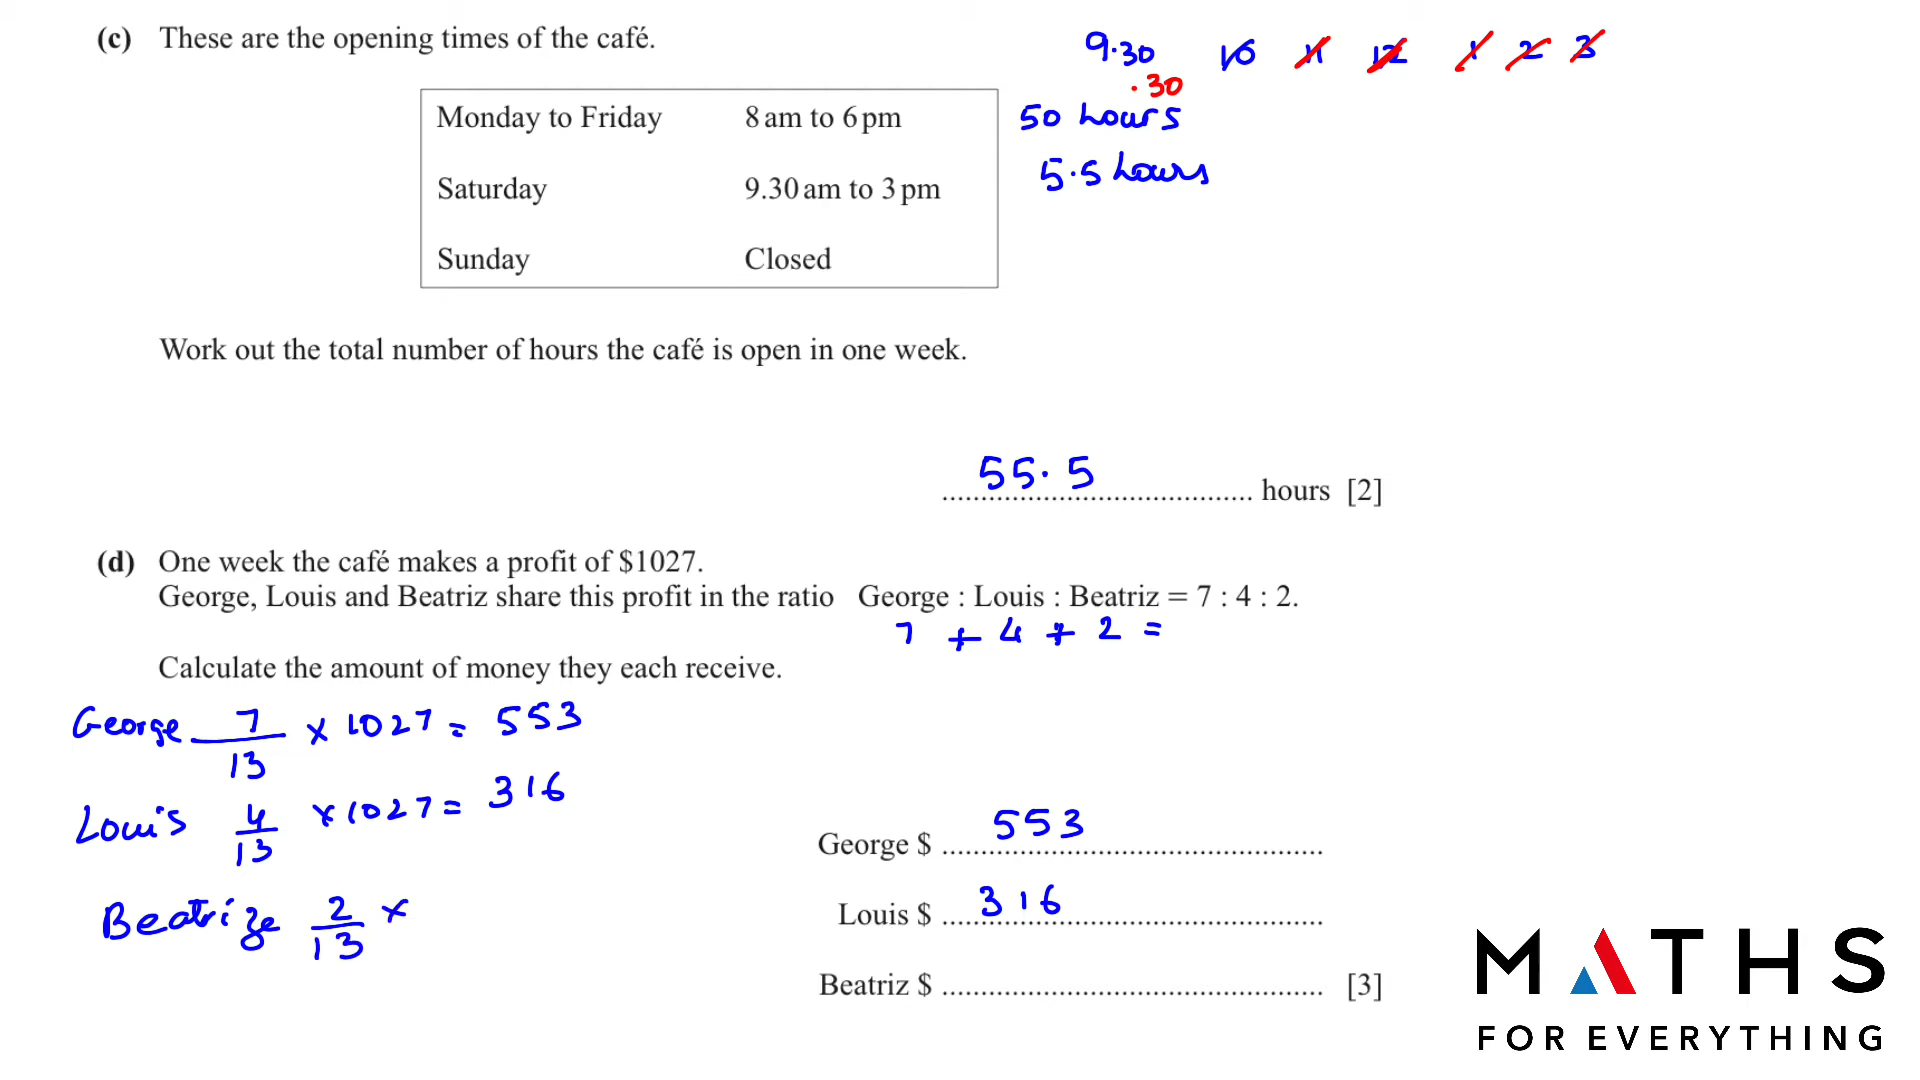 (c) These are the opening times of the café.
9.30 10 11 12 1 2 3
.30
Monday to Friday 8 am to 6 pm
50 hours
Saturday 9.30 am to 3 pm
5.5 hours
Sunday Closed
Work out the total number of hours the café is open in one week.
55.5
........................................ hours [2]
(d) One week the café makes a profit of $1027.
George, Louis and Beatriz share this profit in the ratio George : Louis : Beatriz = 7 : 4 : 2.
7 + 4 + 2 =
Calculate the amount of money they each receive.
George 7/13 × 1027 = 553
Louis 4/13 × 1027 = 316
George $ 553
Beatrize 2/13 ×
Louis $ 316
Beatriz $ ................................................. [3]
MATHS
FOR EVERYTHING